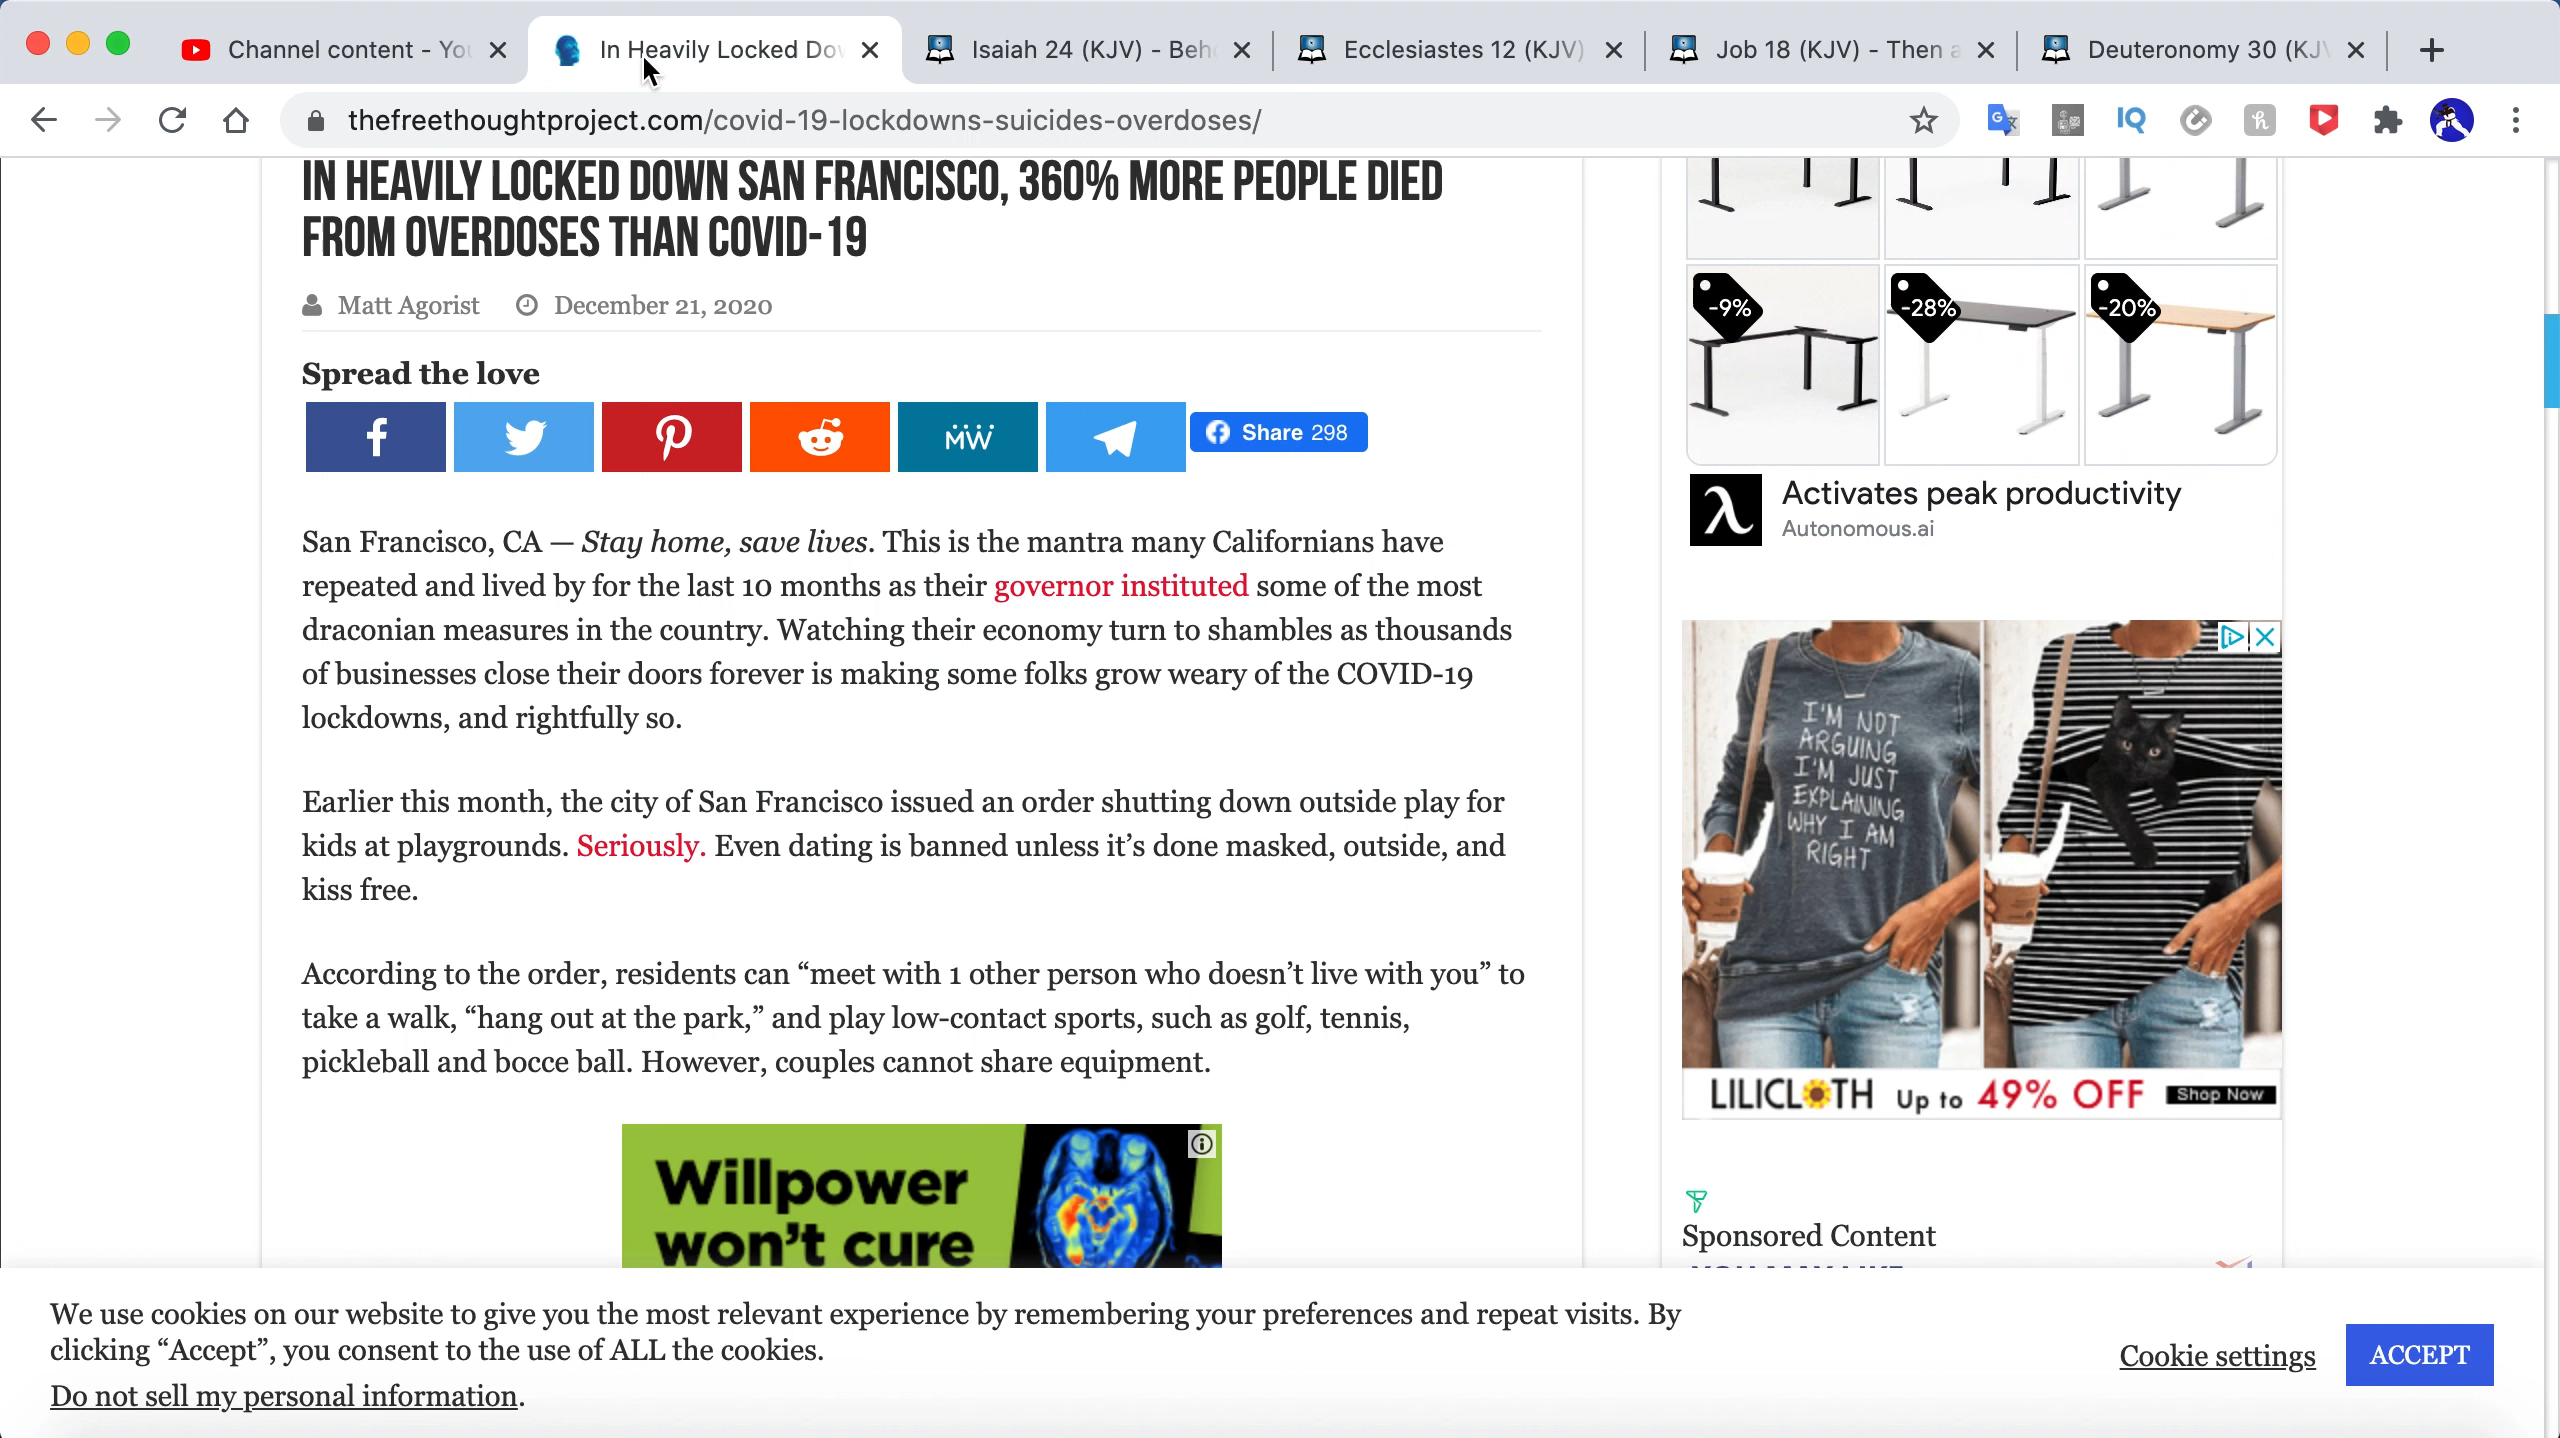 Channel content - You
In Heavily Locked Dow
Isaiah 24 (KJV) - Beho
Ecclesiastes 12 (KJV)
Job 18 (KJV) - Then a
Deuteronomy 30 (KJV
thefreethoughtproject.com/covid-19-lockdowns-suicides-overdoses/
IN HEAVILY LOCKED DOWN SAN FRANCISCO, 360% MORE PEOPLE DIED
FROM OVERDOSES THAN COVID-19
Matt Agorist December 21, 2020
Spread the love
MW
Share 298
San Francisco, CA — Stay home, save lives. This is the mantra many Californians have
repeated and lived by for the last 10 months as their governor instituted some of the most
draconian measures in the country. Watching their economy turn to shambles as thousands
of businesses close their doors forever is making some folks grow weary of the COVID-19
lockdowns, and rightfully so.
Earlier this month, the city of San Francisco issued an order shutting down outside play for
kids at playgrounds. Seriously. Even dating is banned unless it’s done masked, outside, and
kiss free.
According to the order, residents can “meet with 1 other person who doesn’t live with you” to
take a walk, “hang out at the park,” and play low-contact sports, such as golf, tennis,
pickleball and bocce ball. However, couples cannot share equipment.
Willpower
won’t cure
-9%
-28%
-20%
Activates peak productivity
Autonomous.ai
I'M NOT
ARGUING
I'M JUST
EXPLAINING
WHY I AM
RIGHT
LILICLOTH Up to 49% OFF Shop Now
Sponsored Content
YOU MAY LIKE
We use cookies on our website to give you the most relevant experience by remembering your preferences and repeat visits. By
clicking “Accept”, you consent to the use of ALL the cookies.
Do not sell my personal information.
Cookie settings
ACCEPT